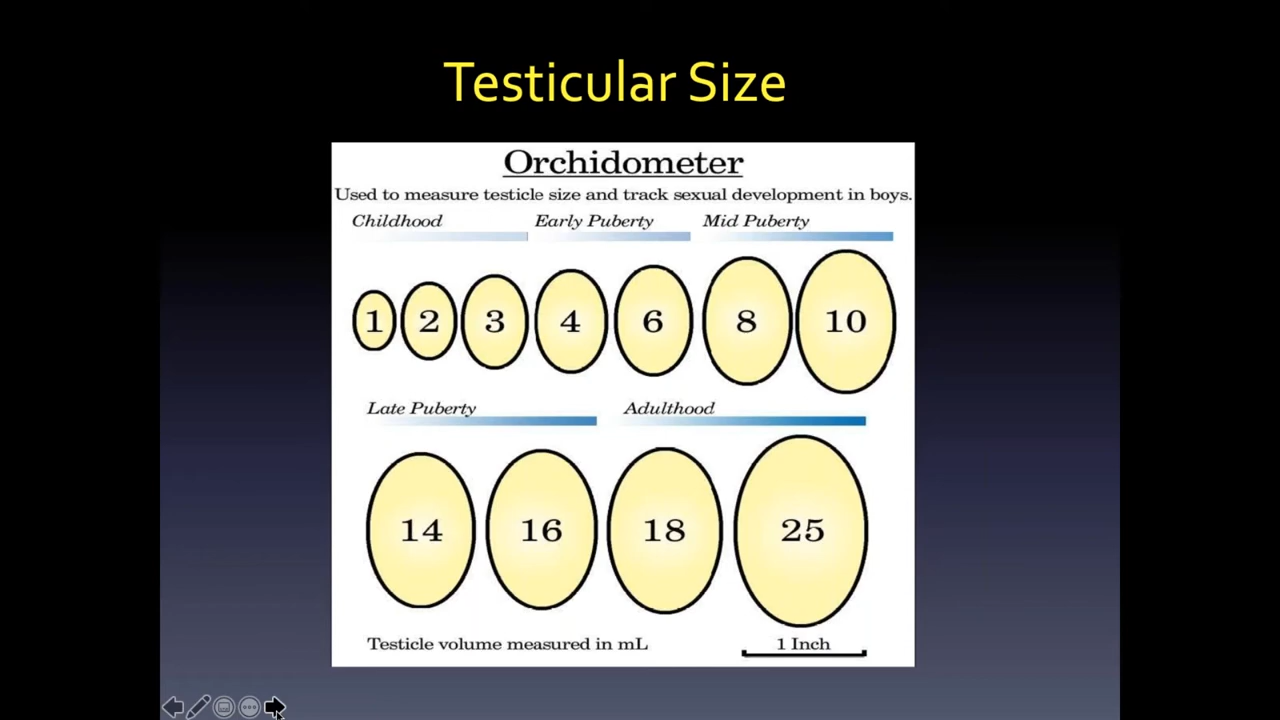 Testicular Size
Orchidometer
Used to measure testicle size and track sexual development in boys.
Childhood Early Puberty Mid Puberty
1 2 3 4 6 8 10
Late Puberty Adulthood
14 16 18 25
Testicle volume measured in mL 1 Inch